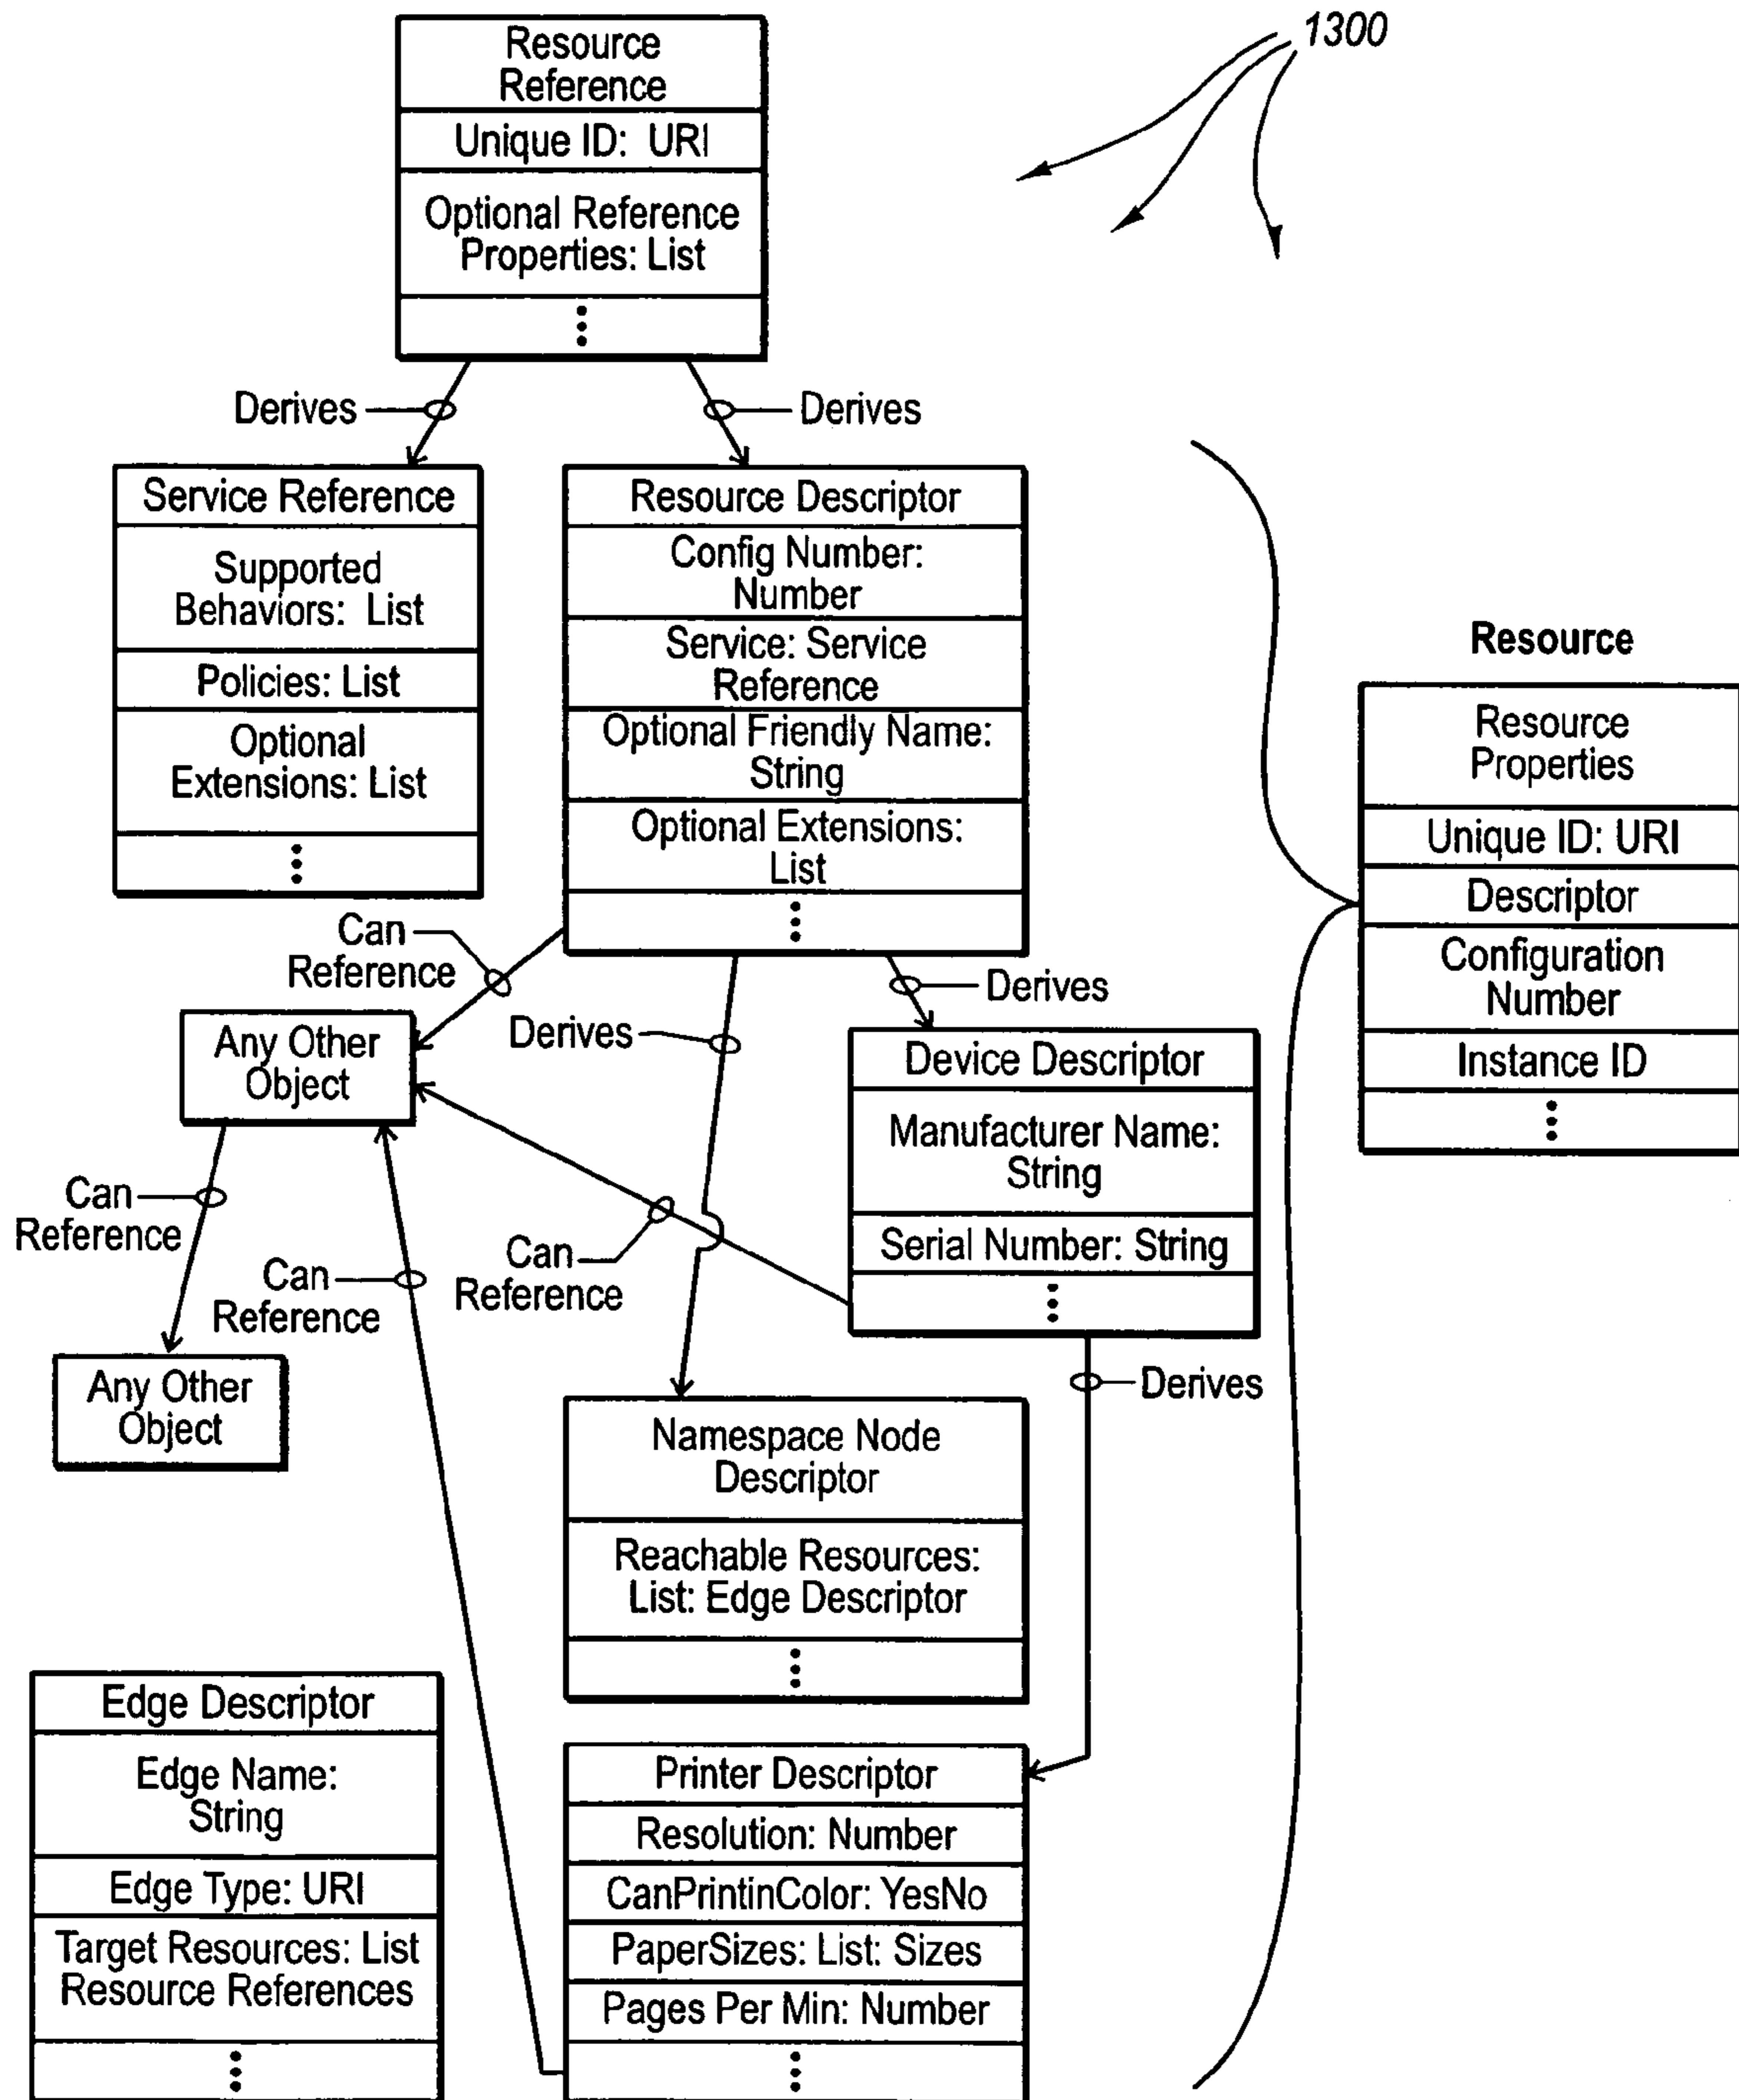 1300
Resource
Reference
Unique ID: URI
Optional Reference
Properties: List
Derives
Derives
Service Reference
Supported
Behaviors: List
Policies: List
Optional
Extensions: List
Resource Descriptor
Config Number:
Number
Service: Service
Reference
Optional Friendly Name:
String
Optional Extensions:
List
Resource
Resource
Properties
Unique ID: URI
Descriptor
Configuration
Number
Instance ID
Can
Reference
Derives
Derives
Any Other
Object
Device Descriptor
Manufacturer Name:
String
Serial Number: String
Can
Reference
Can
Reference
Can
Reference
Any Other
Object
Derives
Namespace Node
Descriptor
Reachable Resources:
List: Edge Descriptor
Edge Descriptor
Edge Name:
String
Edge Type: URI
Target Resources: List
Resource References
Printer Descriptor
Resolution: Number
CanPrintinColor: YesNo
PaperSizes: List: Sizes
Pages Per Min: Number